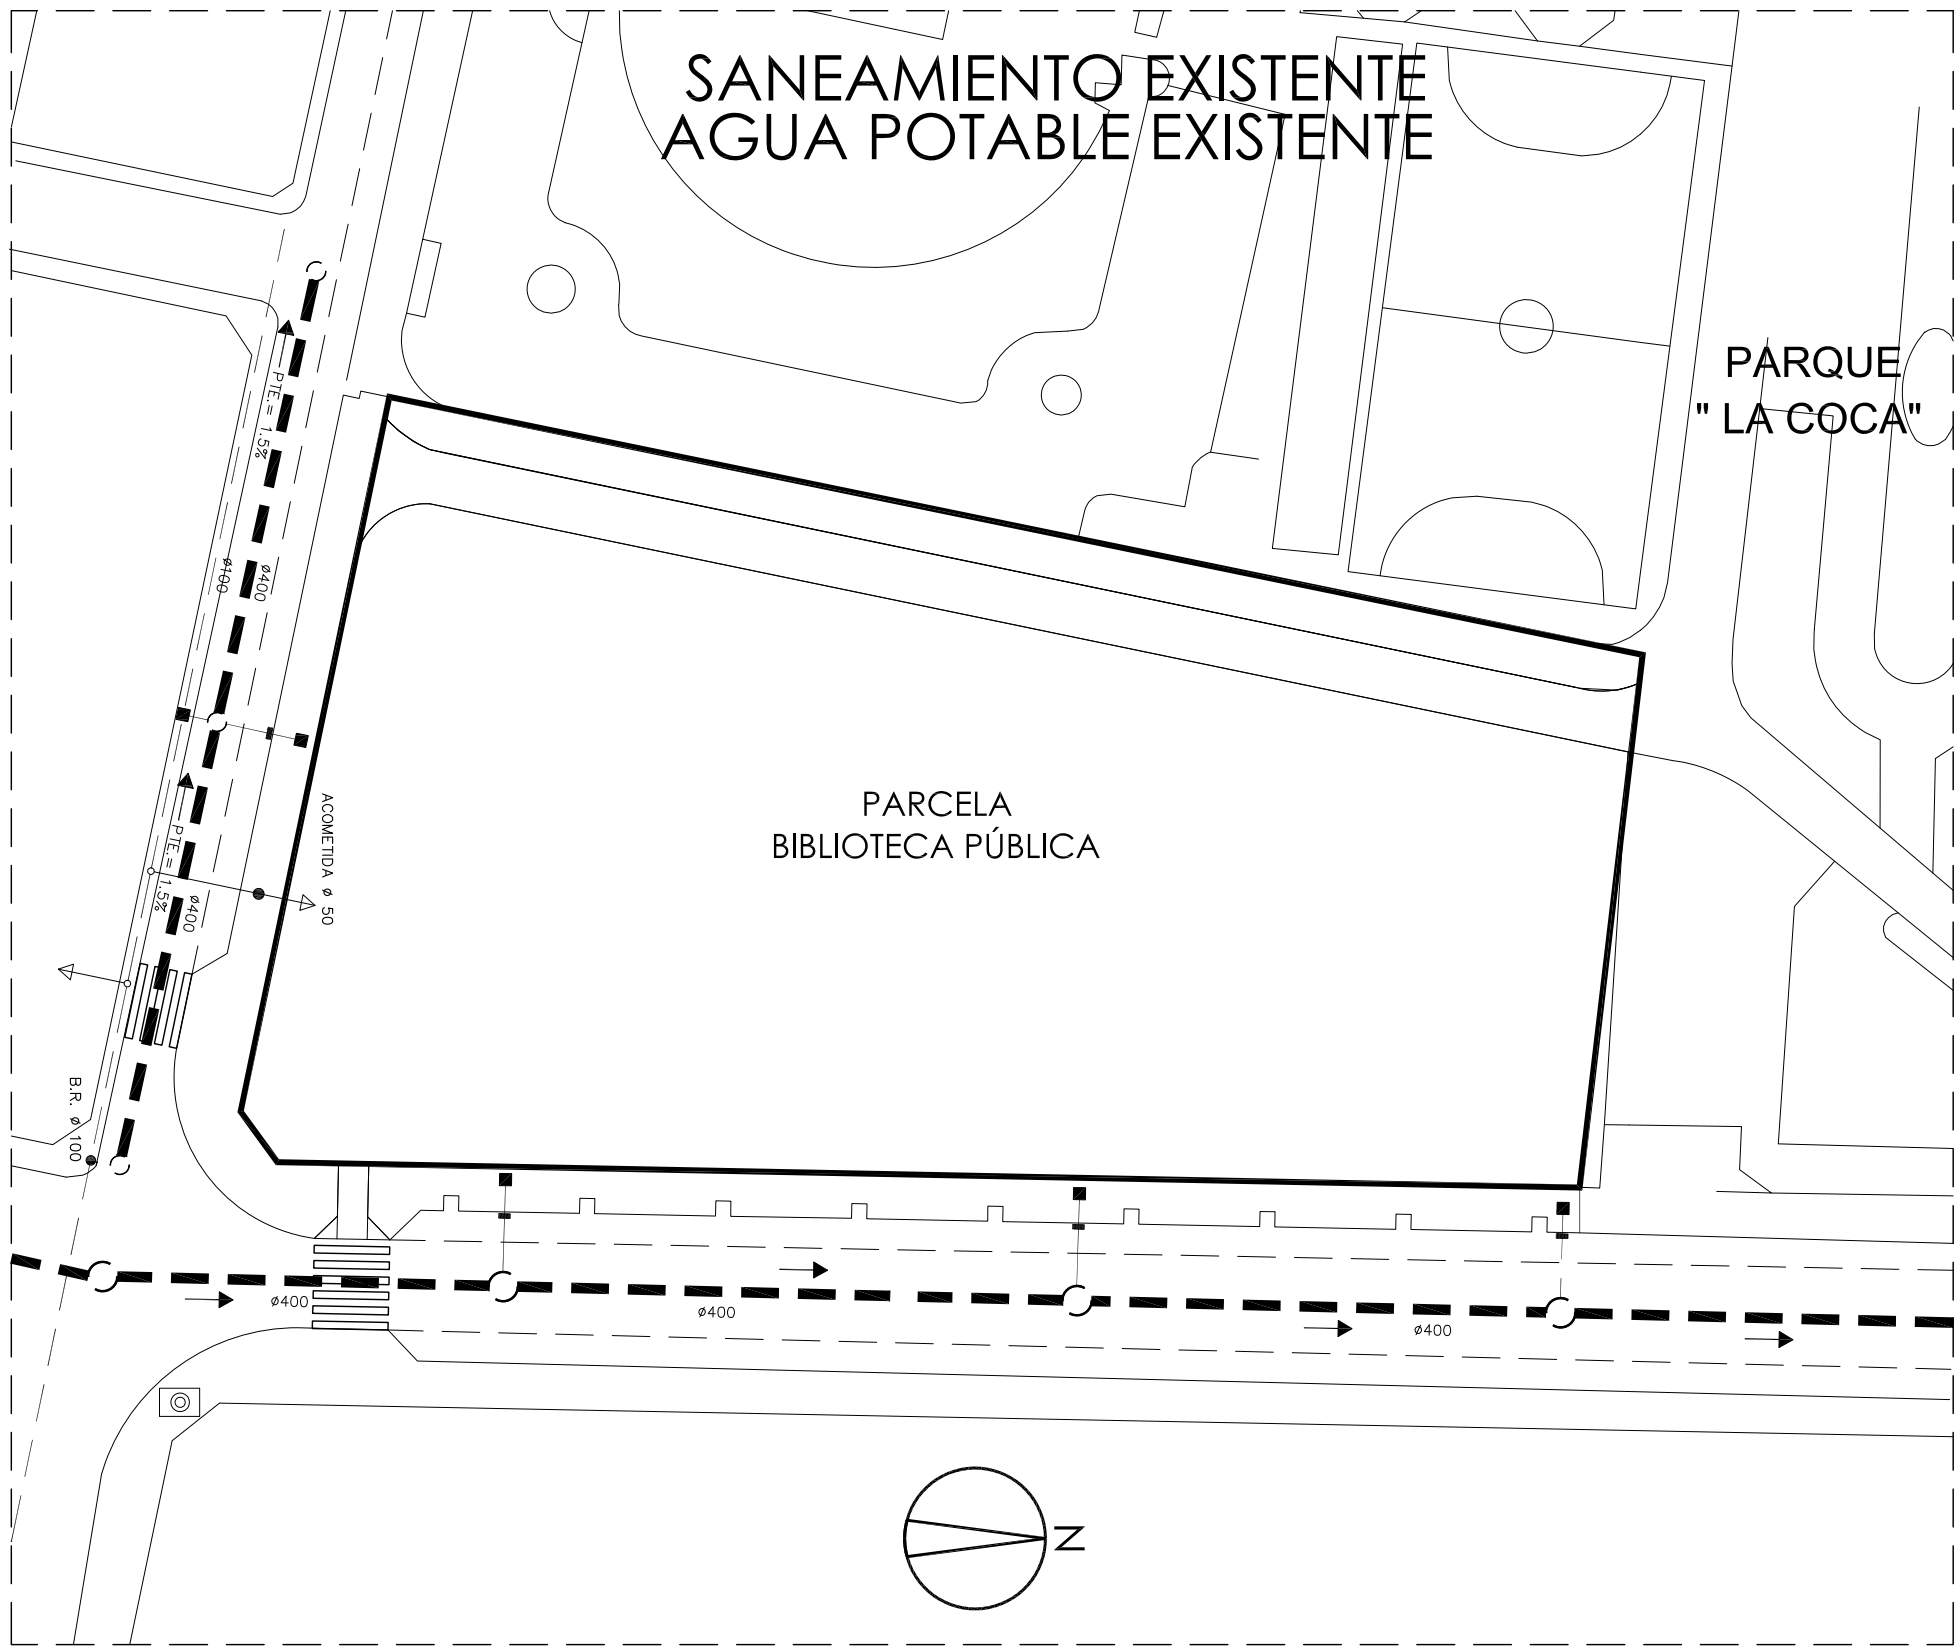 SANEAMIENTO EXISTENTE
AGUA POTABLE EXISTENTE
PARQUE
" LA COCA"
PTE.= 1.5%
ø100
ø400
PARCELA
BIBLIOTECA PÚBLICA
ACOMETIDA ø 50
PTE.= 1.5%
ø400
B.R. ø 100
ø400
ø400
ø400
N